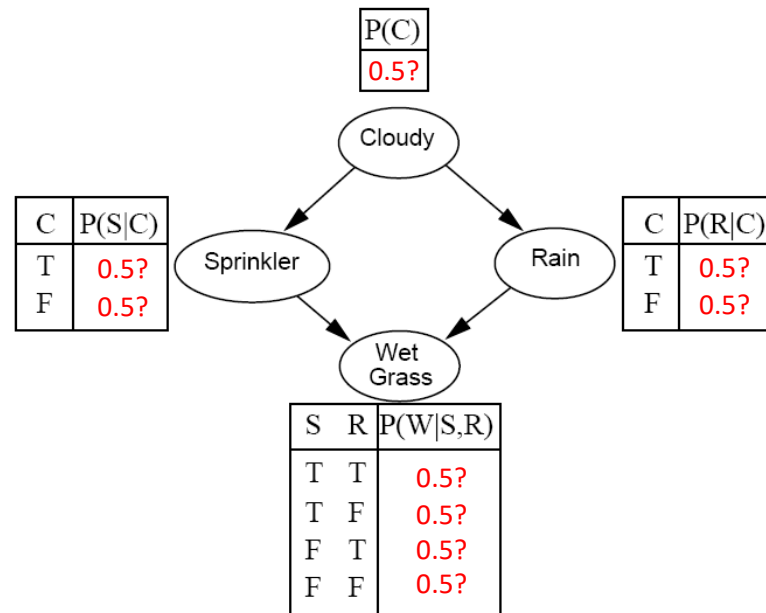 P(C)
0.5?
Cloudy
C P(S|C)
T 0.5?
F 0.5?
Sprinkler
Rain
C P(R|C)
T 0.5?
F 0.5?
Wet
Grass
S R P(W|S,R)
T T 0.5?
T F 0.5?
F T 0.5?
F F 0.5?